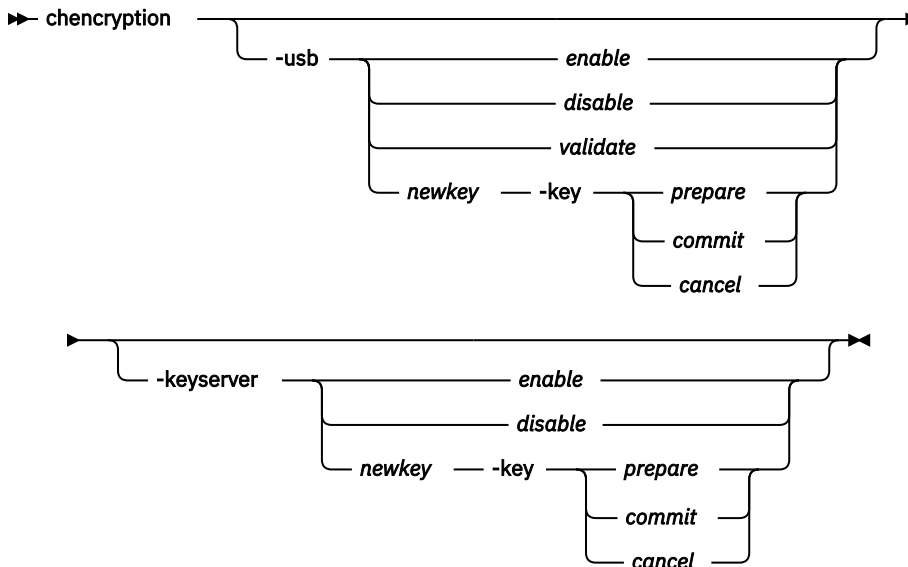 chencryption
-usb enable
disable
validate
newkey -key prepare
commit
cancel
-keyserver enable
disable
newkey -key prepare
commit
cancel